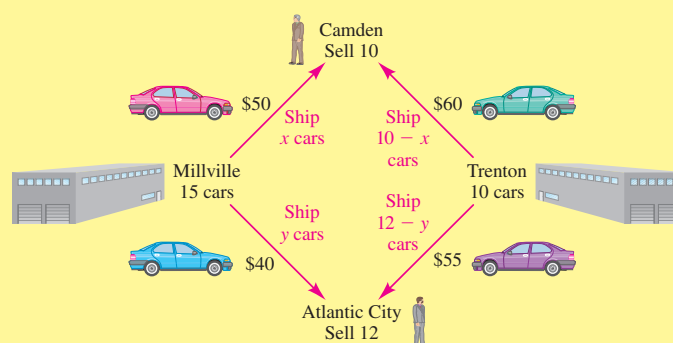 Camden
Sell 10
$50
$60
Ship
x cars
Ship
10 − x
cars
Millville
15 cars
Trenton
10 cars
Ship
y cars
Ship
12 − y
cars
$40
$55
Atlantic City
Sell 12